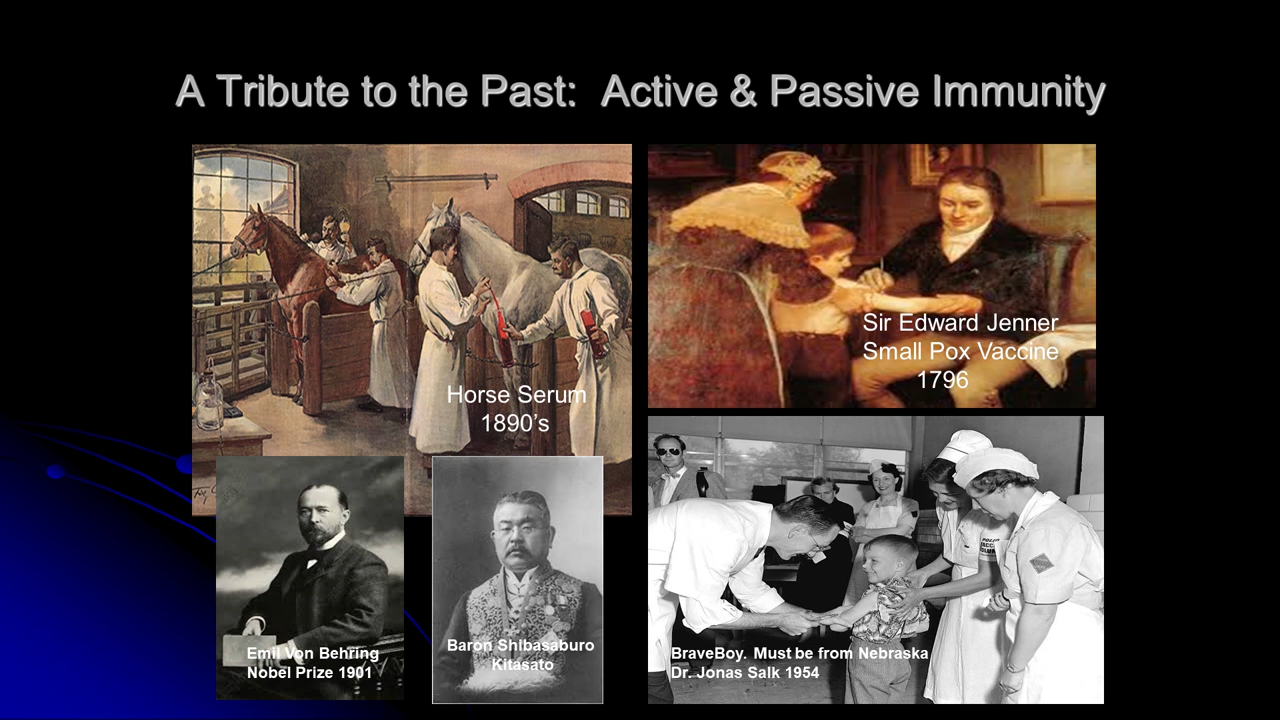 A Tribute to the Past: Active & Passive Immunity
Horse Serum
1890's
Sir Edward Jenner
Small Pox Vaccine
1796
Emil Von Behring
Nobel Prize 1901
Baron Shibasaburo
Kitasato
BraveBoy. Must be from Nebraska
Dr. Jonas Salk 1954
POLIO